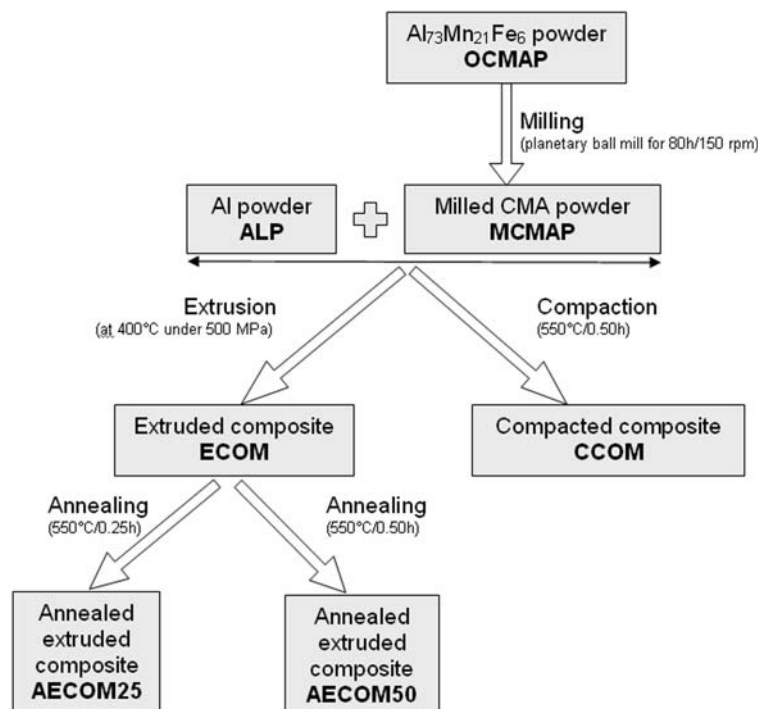 Al73Mn21Fe6 powder
OCMAP
Milling
(planetary ball mill for 80h/150 rpm)
Al powder
ALP
Milled CMA powder
MCMAP
Extrusion
(at 400°C under 500 MPa)
Compaction
(550°C/0.50h)
Extruded composite
ECOM
Compacted composite
CCOM
Annealing
(550°C/0.25h)
Annealing
(550°C/0.50h)
Annealed
extruded
composite
AECOM25
Annealed
extruded
composite
AECOM50